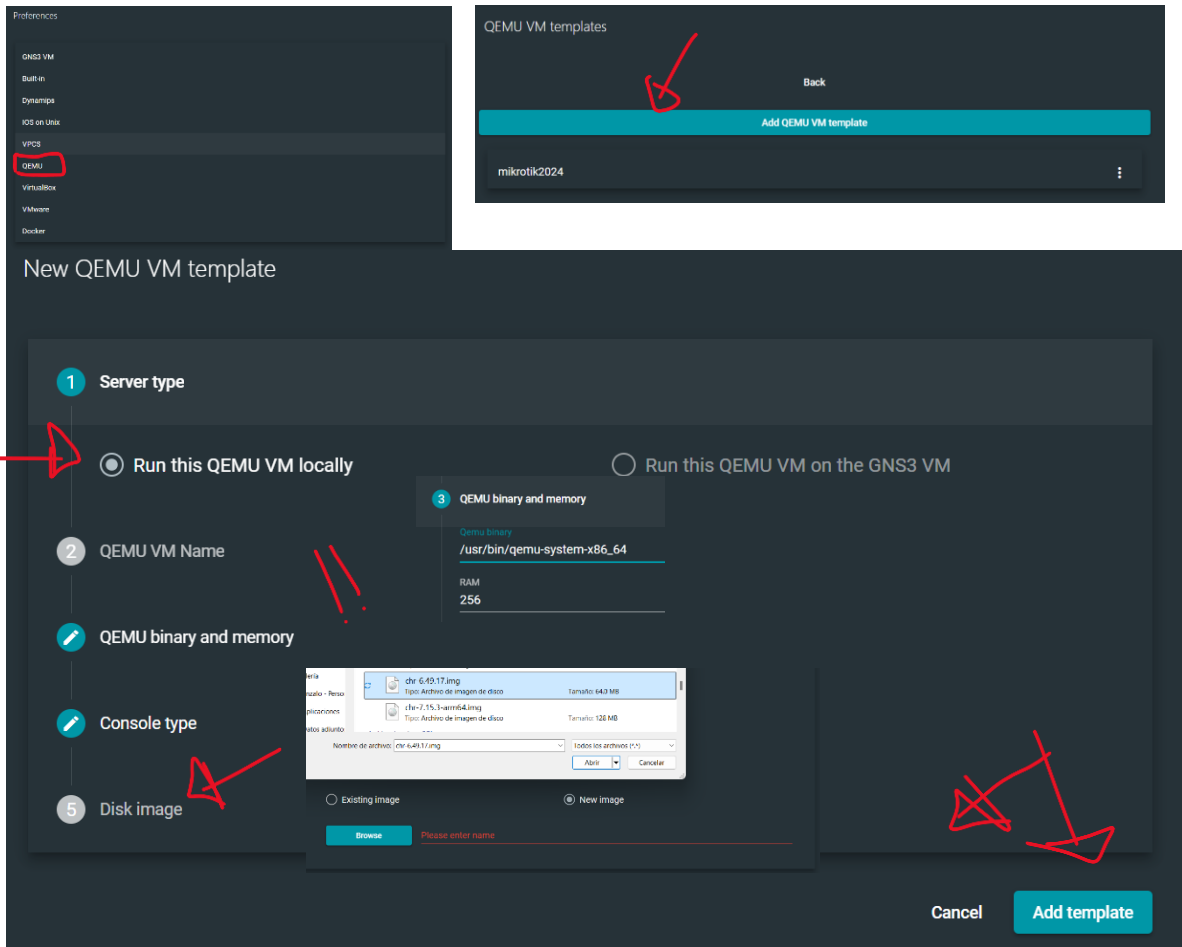 Preferences
GNS3 VM
Built-in
Dynamips
IOS on Unix
VPCS
QEMU
VirtualBox
VMware
Docker
QEMU VM templates
Back
Add QEMU VM template
mikrotik2024
New QEMU VM template
1 Server type
Run this QEMU VM locally
Run this QEMU VM on the GNS3 VM
3 QEMU binary and memory
Qemu binary
/usr/bin/qemu-system-x86_64
RAM
256
2 QEMU VM Name
QEMU binary and memory
Console type
5 Disk image
chr-6.49.17.img
Tipo: Archivo de imagen de disco
Tamaño: 64.0 MB
chr-7.15.3-arm64.img
Tipo: Archivo de imagen de disco
Tamaño: 128 MB
Nombre de archivo: chr-6.49.17.img
Todos los archivos (*.*)
Abrir
Cancelar
Existing image
New image
Browse
Please enter name
Cancel
Add template